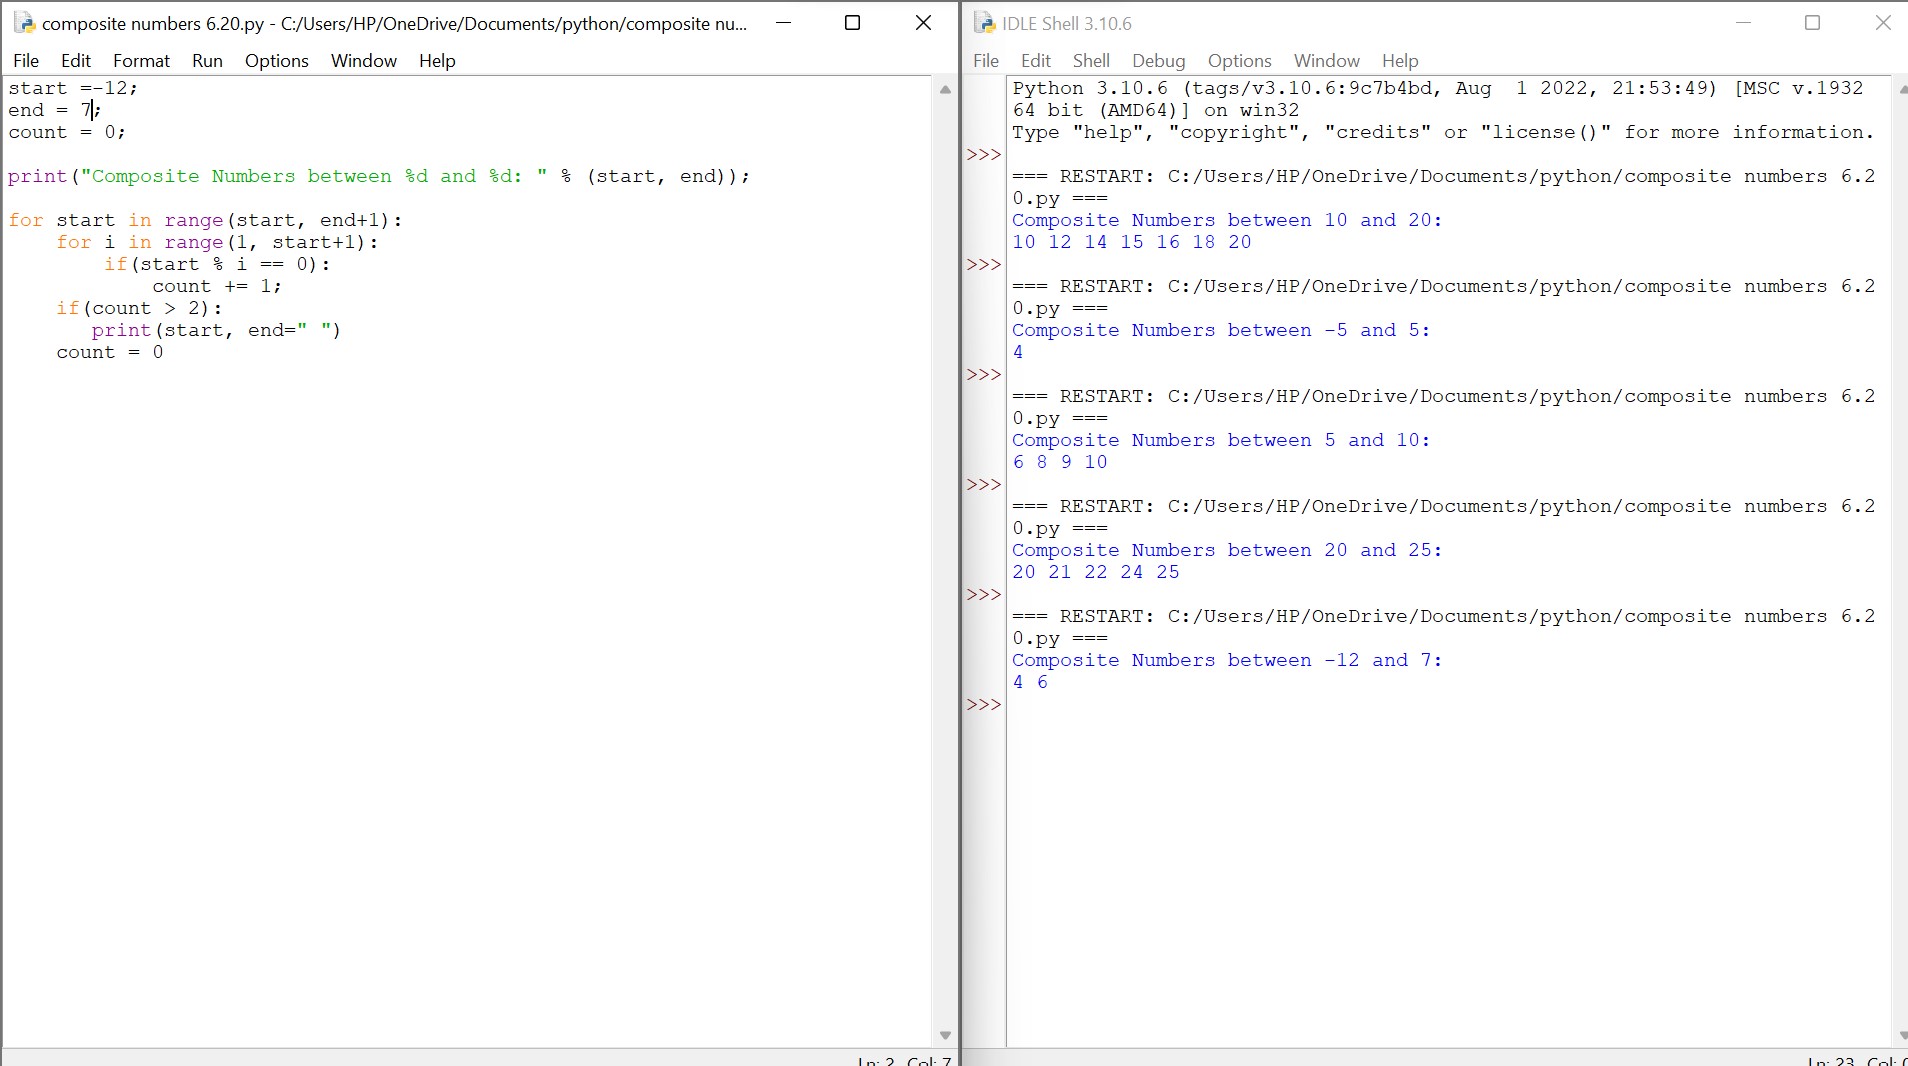 composite numbers 6.20.py - C:/Users/HP/OneDrive/Documents/python/composite nu...
File Edit Format Run Options Window Help
start =-12;
end = 7;
count = 0;
print("Composite Numbers between %d and %d: " % (start, end));
for start in range(start, end+1):
    for i in range(1, start+1):
        if(start % i == 0):
            count += 1;
    if(count > 2):
       print(start, end=" ")
    count = 0
Ln: 2 Col: 7
IDLE Shell 3.10.6
File Edit Shell Debug Options Window Help
Python 3.10.6 (tags/v3.10.6:9c7b4bd, Aug  1 2022, 21:53:49) [MSC v.1932
64 bit (AMD64)] on win32
Type "help", "copyright", "credits" or "license()" for more information.
>>>
=== RESTART: C:/Users/HP/OneDrive/Documents/python/composite numbers 6.2
0.py ===
Composite Numbers between 10 and 20:
10 12 14 15 16 18 20
>>>
=== RESTART: C:/Users/HP/OneDrive/Documents/python/composite numbers 6.2
0.py ===
Composite Numbers between -5 and 5:
4
>>>
=== RESTART: C:/Users/HP/OneDrive/Documents/python/composite numbers 6.2
0.py ===
Composite Numbers between 5 and 10:
6 8 9 10
>>>
=== RESTART: C:/Users/HP/OneDrive/Documents/python/composite numbers 6.2
0.py ===
Composite Numbers between 20 and 25:
20 21 22 24 25
>>>
=== RESTART: C:/Users/HP/OneDrive/Documents/python/composite numbers 6.2
0.py ===
Composite Numbers between -12 and 7:
4 6
>>>
Ln: 23 Col: